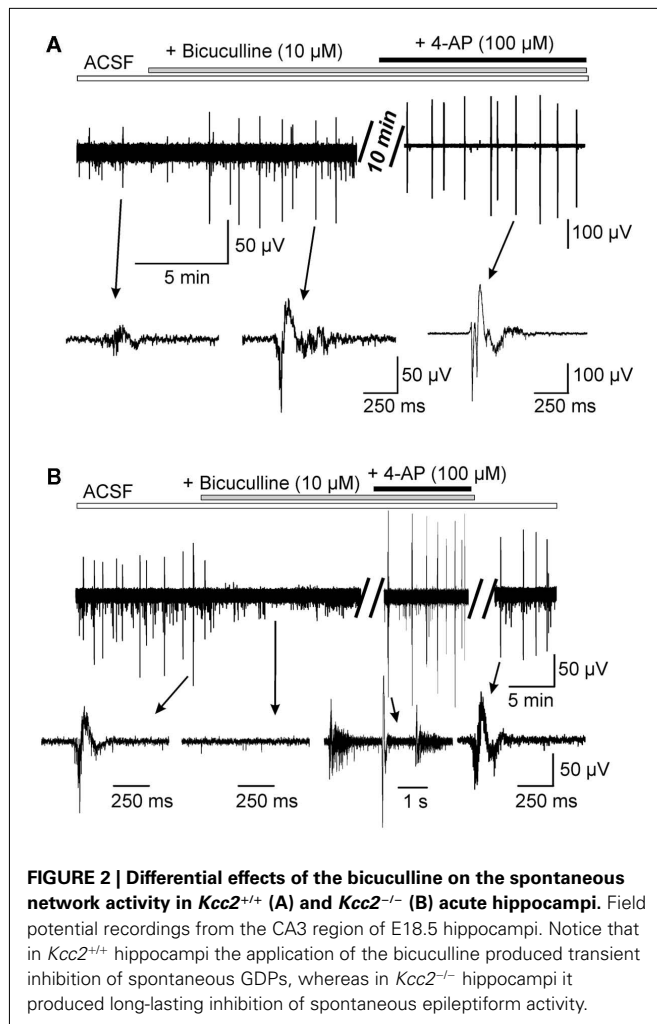 A
+ 4-AP (100 µM)
+ Bicuculline (10 µM)
ACSF
10 min
50 µV
5 min
100 µV
50 µV
250 ms
100 µV
250 ms
B
+ 4-AP (100 µM)
+ Bicuculline (10 µM)
ACSF
50 µV
5 min
250 ms
250 ms
1 s
50 µV
250 ms
FIGURE 2 | Differential effects of the bicuculline on the spontaneous
network activity in Kcc2+/+ (A) and Kcc2−/− (B) acute hippocampi. Field
potential recordings from the CA3 region of E18.5 hippocampi. Notice that
in Kcc2+/+ hippocampi the application of the bicuculline produced transient
inhibition of spontaneous GDPs, whereas in Kcc2−/− hippocampi it
produced long-lasting inhibition of spontaneous epileptiform activity.